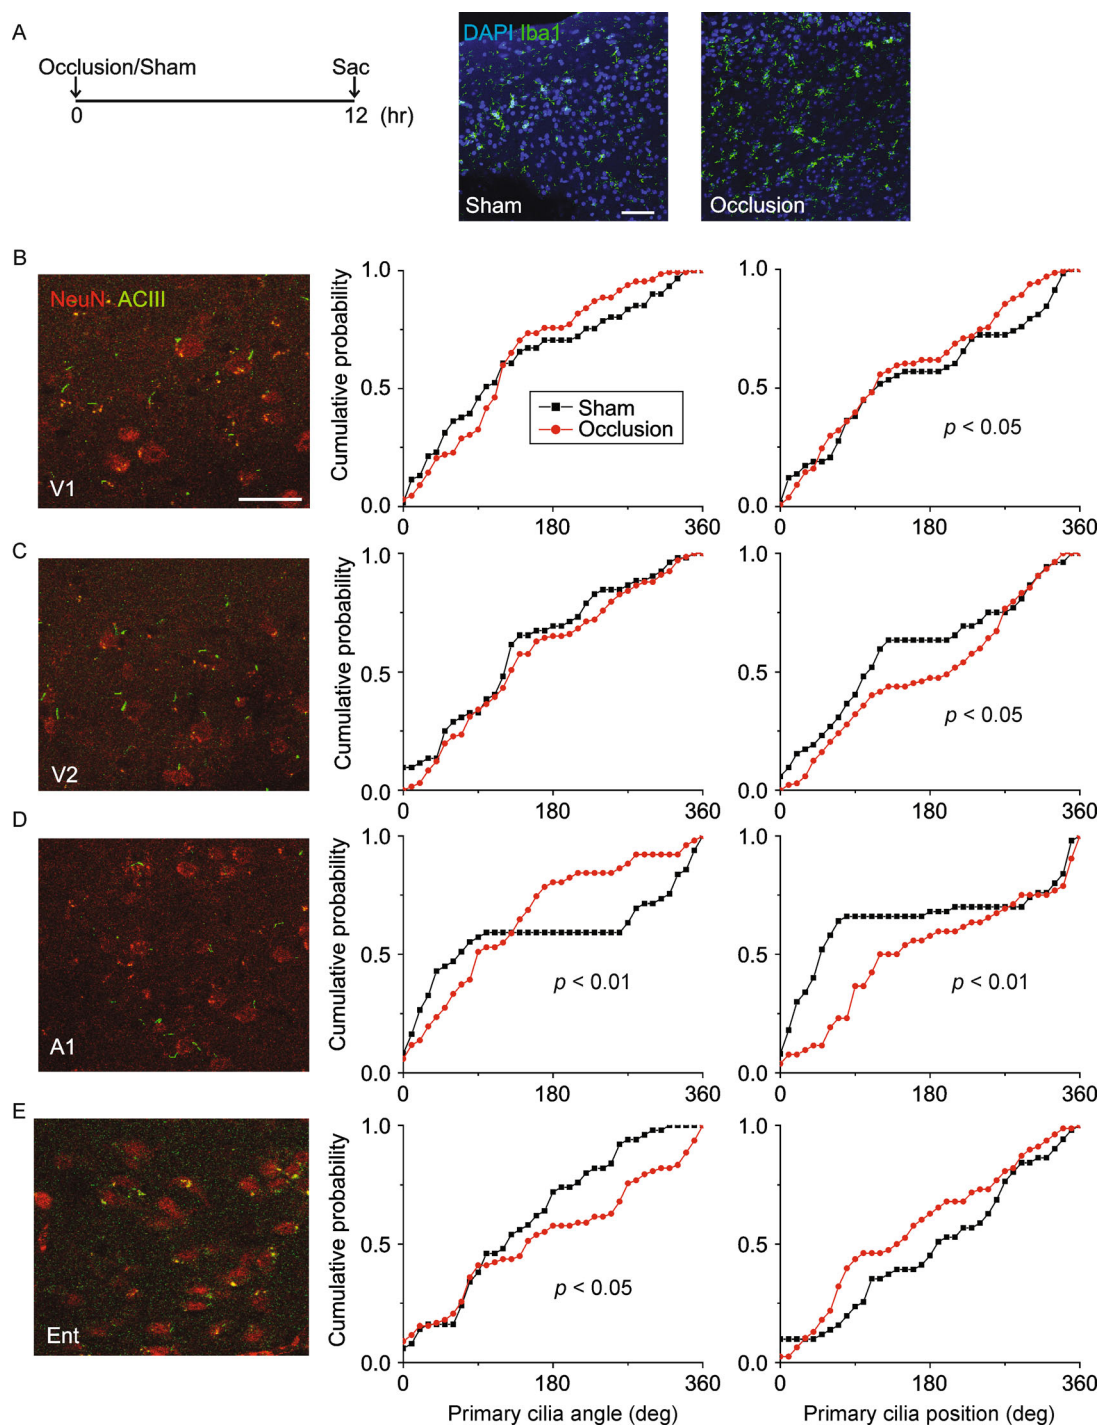 A
Occlusion/Sham Sac
0 12 (hr)
DAPI Iba1
Sham
Occlusion
B
NeuN ACIII
V1
Cumulative probability
1.0
0.5
0.0
0 180 360
Sham
Occlusion
1.0
0.5
0.0
0 180 360
p < 0.05
C
V2
Cumulative probability
1.0
0.5
0.0
0 180 360
1.0
0.5
0.0
0 180 360
p < 0.05
D
A1
Cumulative probability
1.0
0.5
0.0
0 180 360
p < 0.01
1.0
0.5
0.0
0 180 360
p < 0.01
E
Ent
Cumulative probability
1.0
0.5
0.0
0 180 360
p < 0.05
Primary cilia angle (deg)
1.0
0.5
0.0
0 180 360
Primary cilia position (deg)